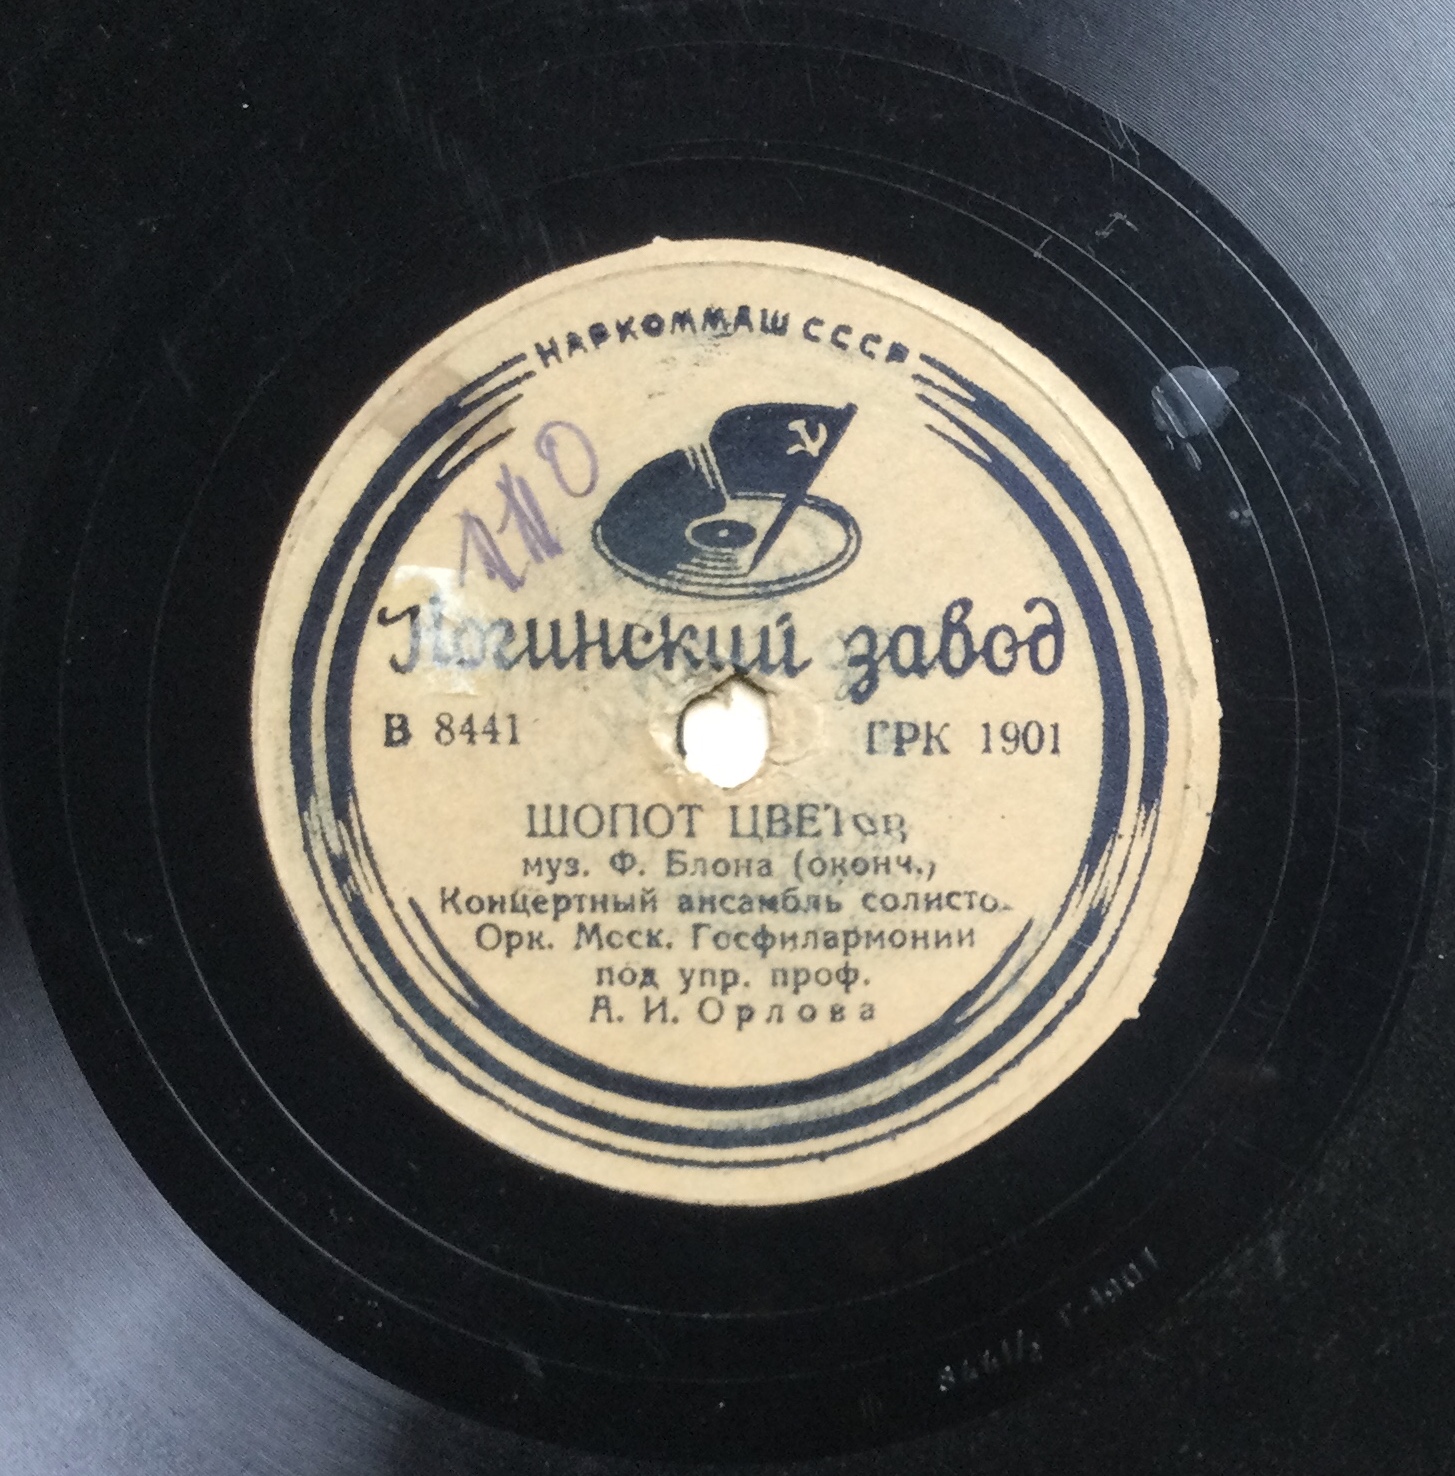 НАРКОММАШ СССР
Ногинский завод
В 8441 ГРК 1901
ШОПОТ ЦВЕТОВ
муз. Ф. Блона (оконч.)
Концертный ансамбль солистов
Орк. Моск. Госфилармонии
под упр. проф.
А. И. Орлова